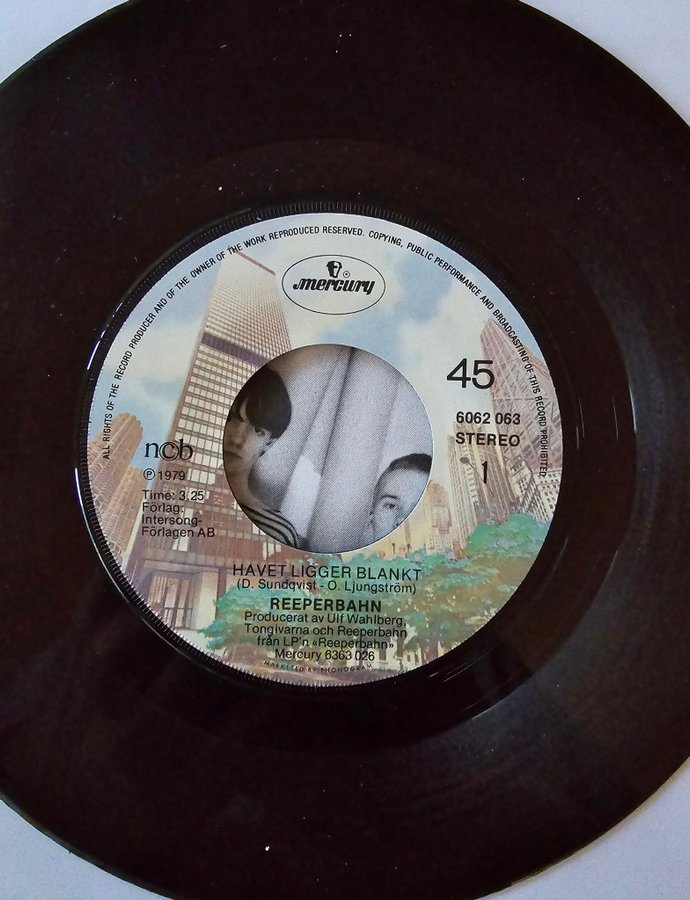 ALL RIGHTS OF THE RECORD PRODUCER AND OF THE OWNER OF THE WORK REPRODUCED RESERVED. COPYING, PUBLIC PERFORMANCE AND BROADCASTING OF THIS RECORD PROHIBITED
mercury
45
6062 063
STEREO
1
ncb
Ⓟ 1979
Time: 3.25
Förlag:
Intersong-
Förlagen AB
HAVET LIGGER BLANKT
(D. Sundqvist - O. Ljungström)
REEPERBAHN
Producerat av Ulf Wahlberg,
Tongivarna och Reeperbahn
från LP'n «Reeperbahn»
Mercury 6363 026
MARKETED BY PHONOGRAM